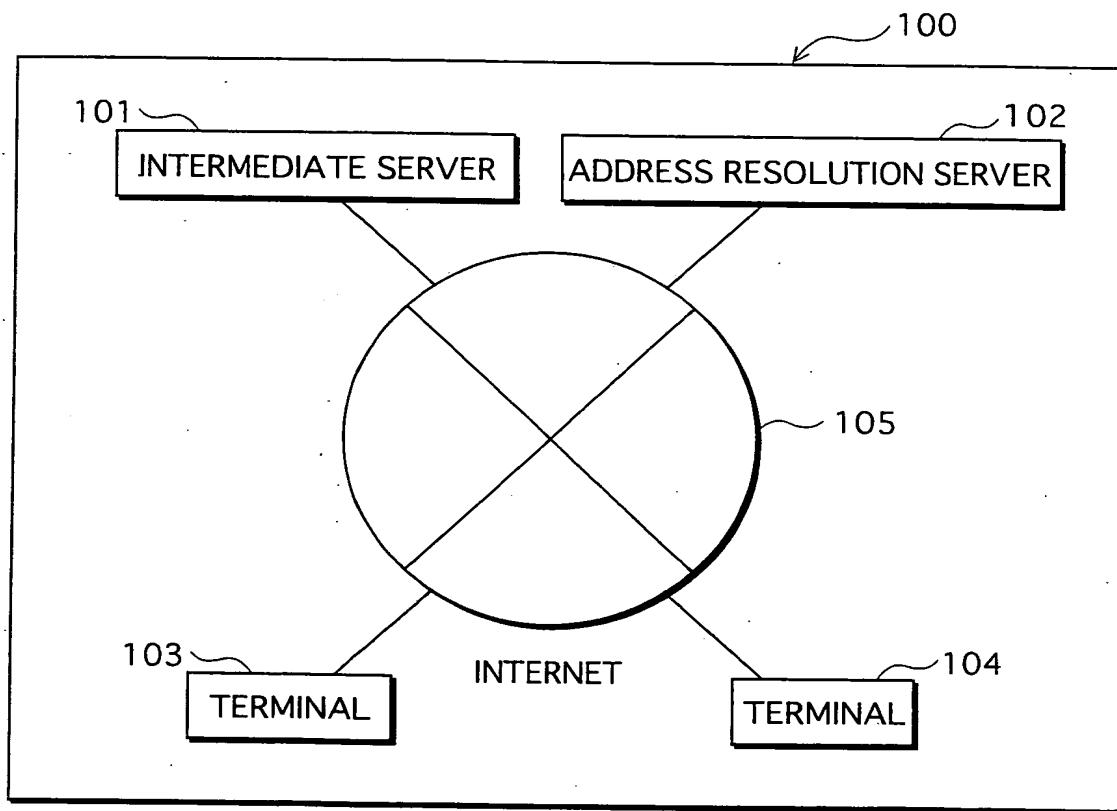 100
101
102
INTERMEDIATE SERVER
ADDRESS RESOLUTION SERVER
105
103
INTERNET
104
TERMINAL
TERMINAL